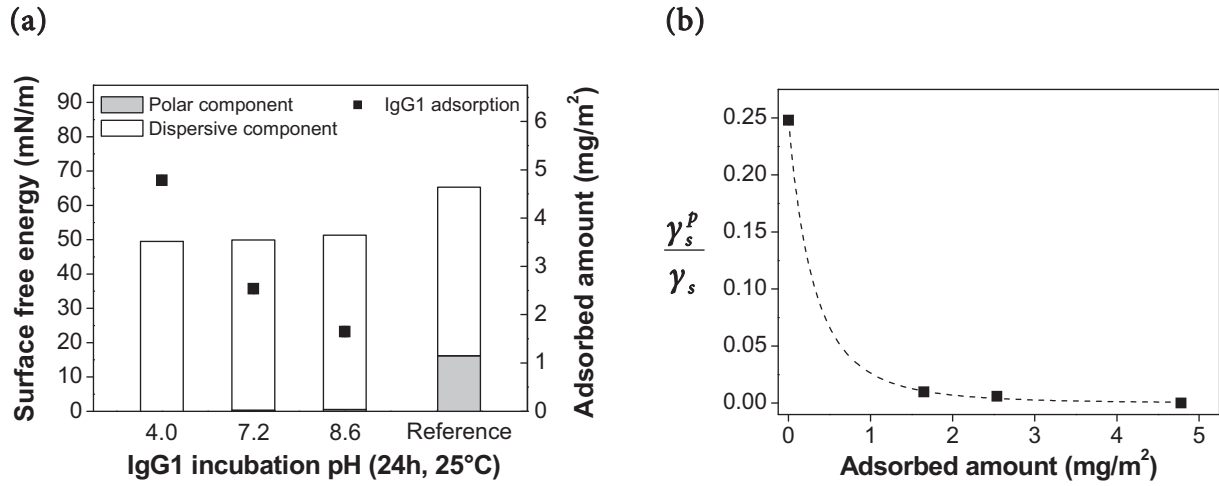 (a)
Surface free energy (mN/m)
90
80
70
60
50
40
30
20
10
0
Polar component
Dispersive component
IgG1 adsorption
6
5
4
3
2
1
0
Adsorbed amount (mg/m²)
4.0 7.2 8.6 Reference
IgG1 incubation pH (24h, 25°C)
(b)
γₛᵖ
γₛ
0.25
0.20
0.15
0.10
0.05
0.00
0 1 2 3 4 5
Adsorbed amount (mg/m²)